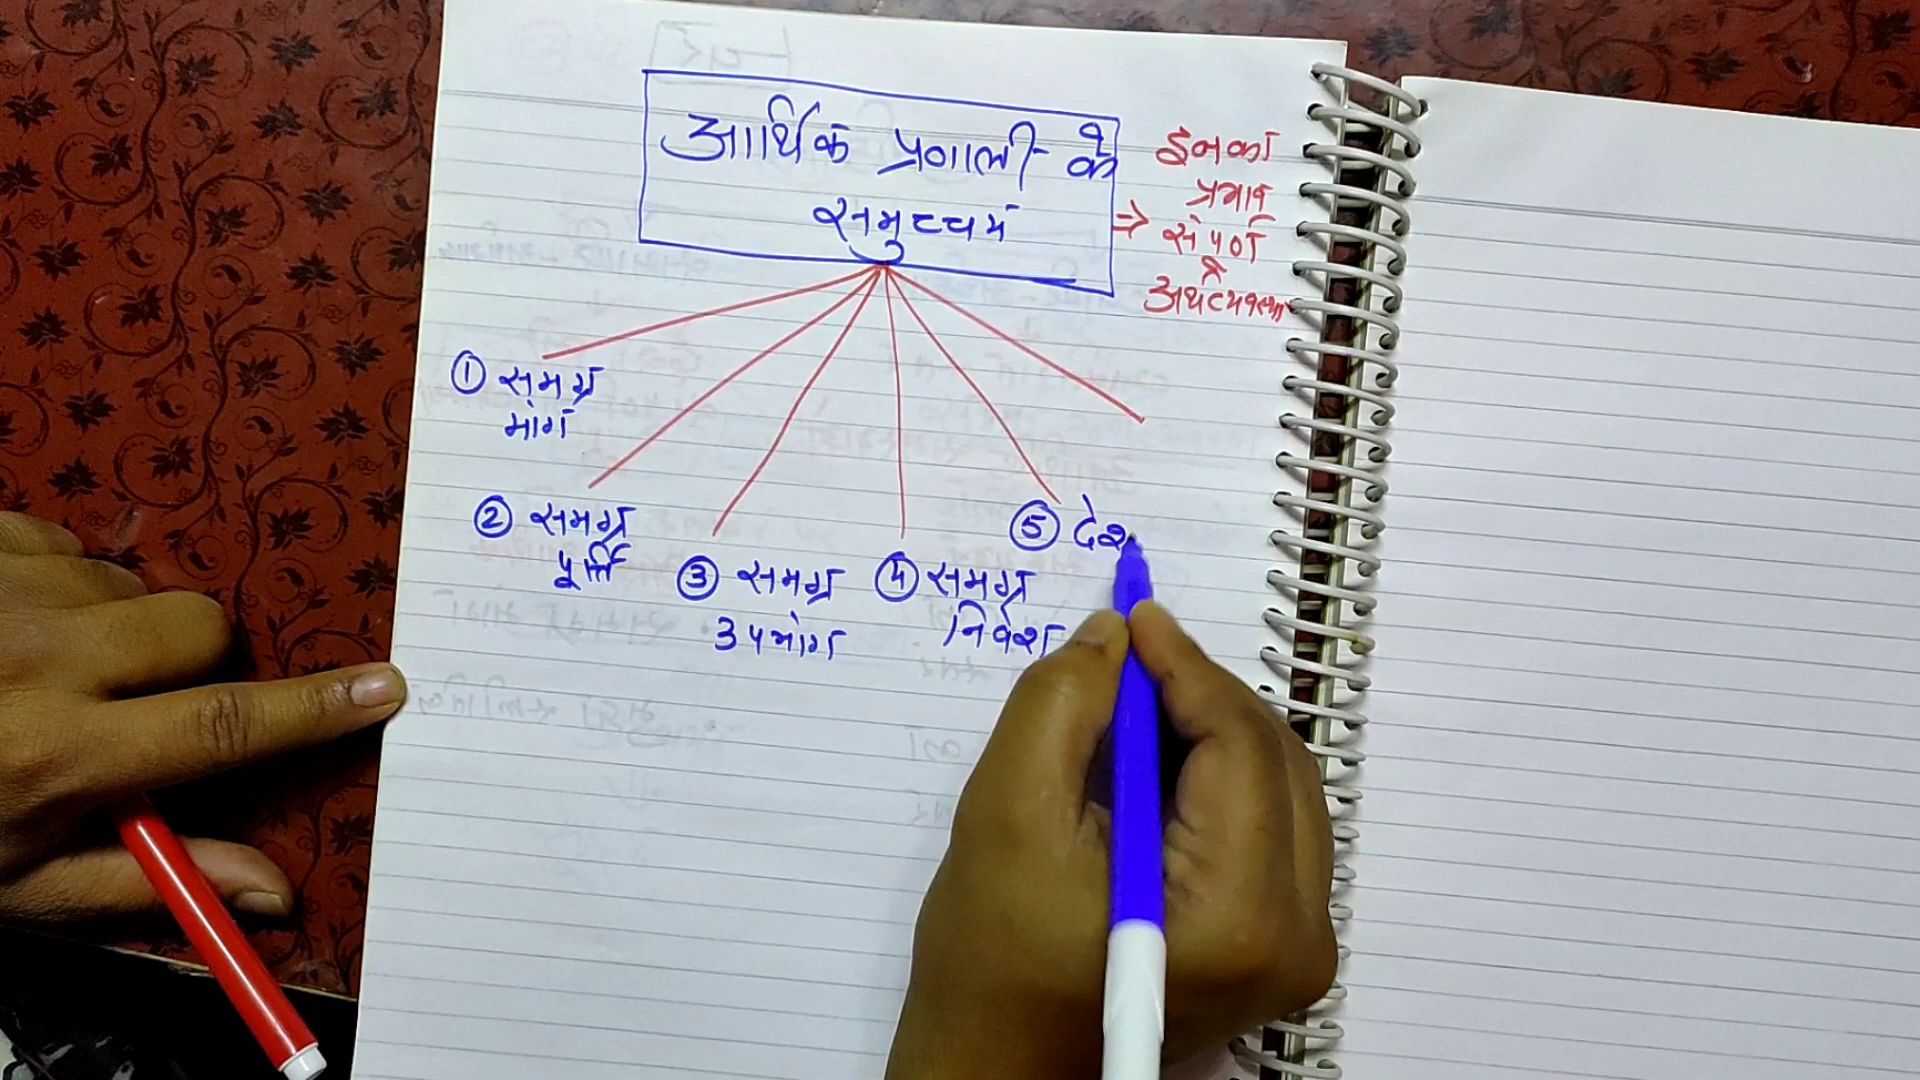 आर्थिक प्रणाली के
समुच्चय
⇒ इनका
प्रभाव
संपूर्ण
अर्थव्यवस्था
① समग्र
मांग
② समग्र
पूर्ति
③ समग्र
उपभोग
④ समग्र
निवेश
⑤ देश